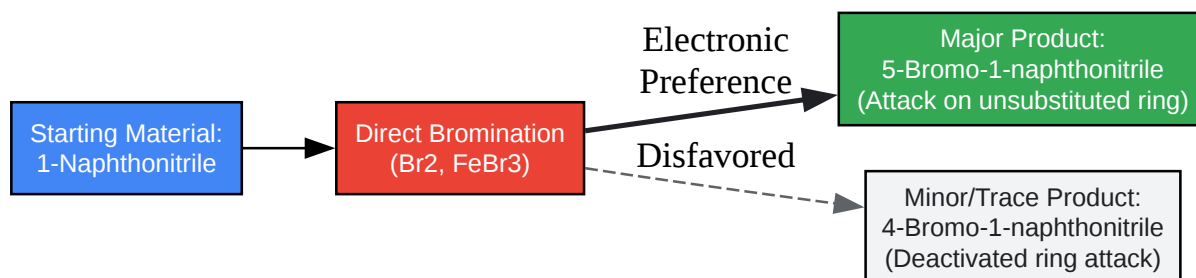 Starting Material:
1-Naphthonitrile
Direct Bromination
(Br2, FeBr3)
Electronic
Preference
Disfavored
Major Product:
5-Bromo-1-naphthonitrile
(Attack on unsubstituted ring)
Minor/Trace Product:
4-Bromo-1-naphthonitrile
(Deactivated ring attack)